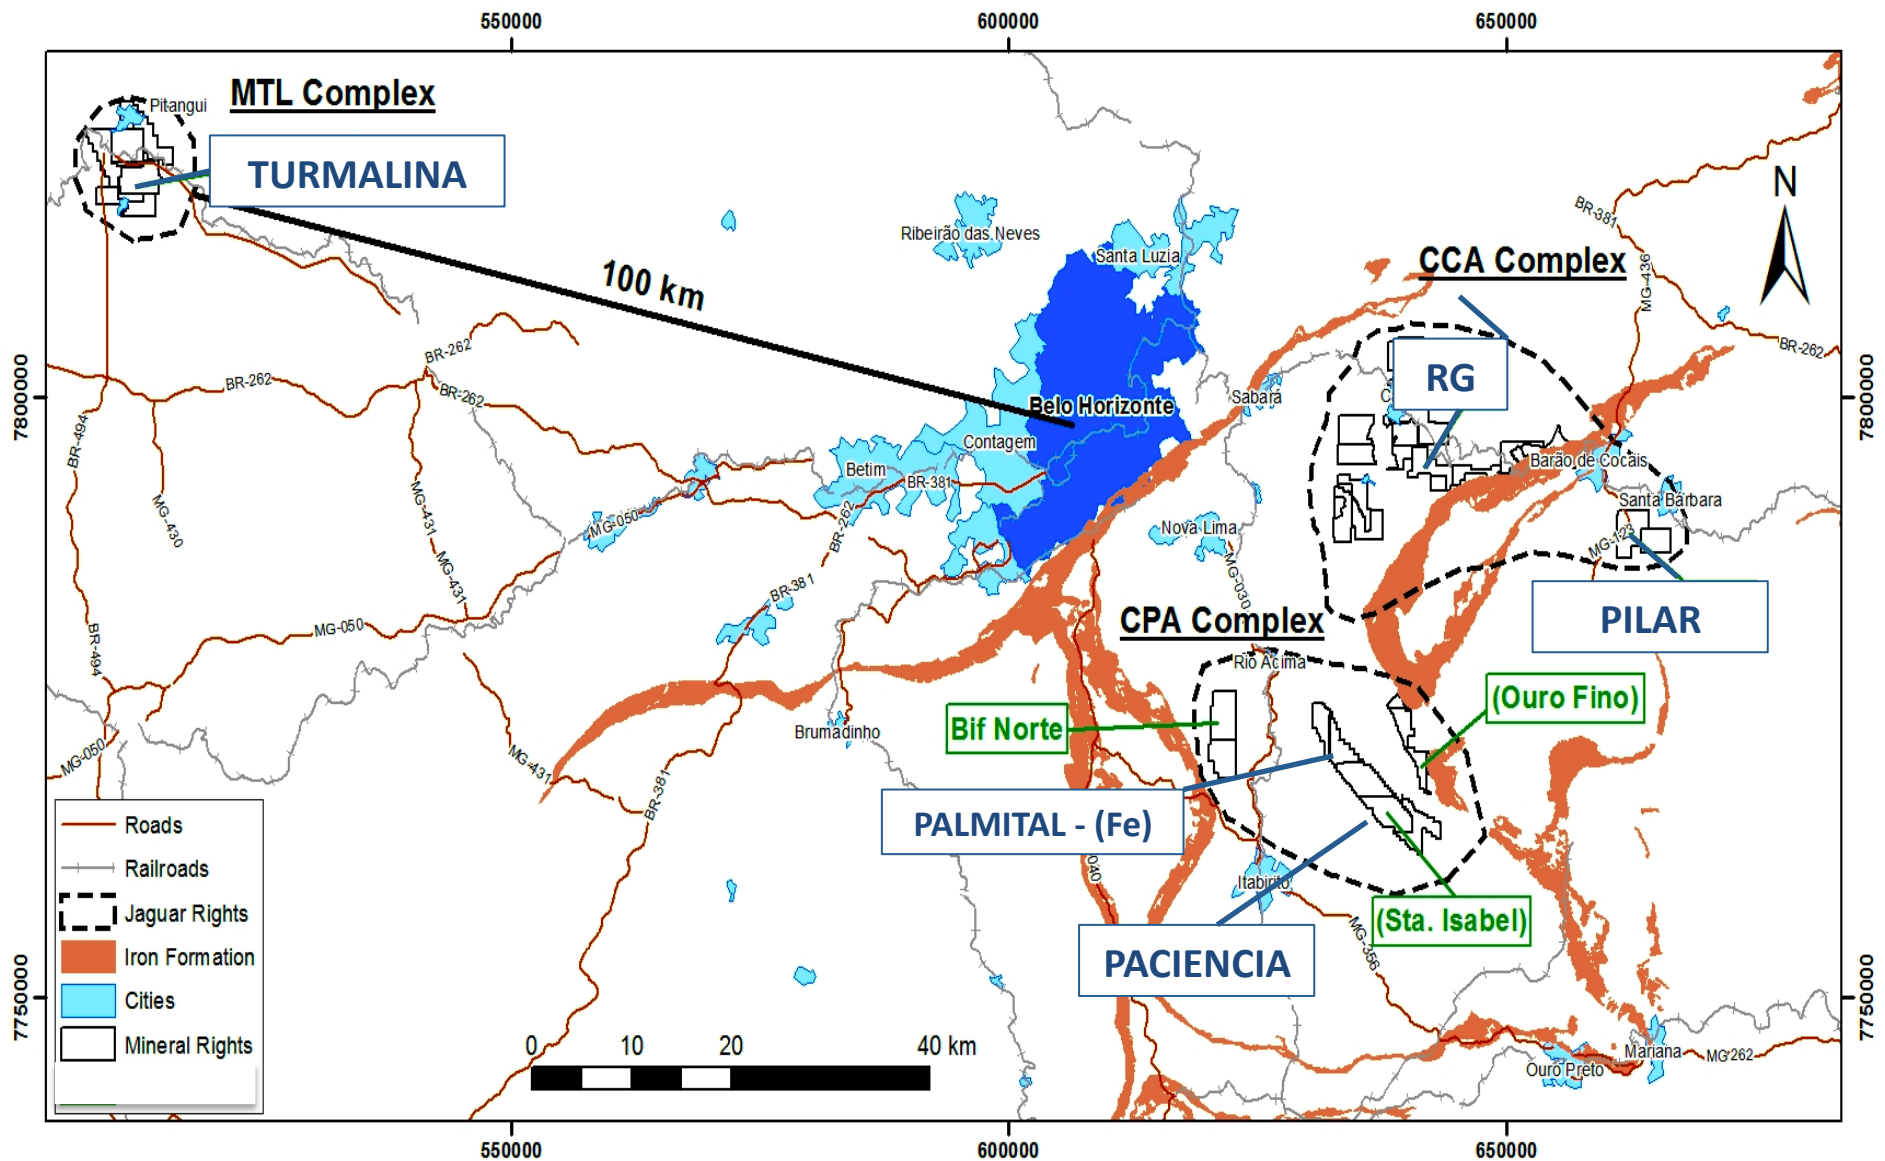 550000
600000
650000
MTL Complex
Pitangui
TURMALINA
N
BR-381
Ribeirão das Neves
Santa Luzia
CCA Complex
MG-436
100 km
BR-262
BR-262
BR-262
BR-262
RG
7800000
7800000
Sabará
C
Belo Horizonte
Contagem
BR-494
Betim
BR-381
Barão de Cocais
Santa Bárbara
MG-430
MG-431
MG-050
BR-262
Nova Lima
MG-123
MG-431
BR-381
MG-030
PILAR
CPA Complex
MG-050
BR-494
Rio Acima
(Ouro Fino)
Bif Norte
Brumadinho
MG-050
MG-431
BR-381
PALMITAL - (Fe)
Roads
Railroads
Jaguar Rights
Iron Formation
Cities
Mineral Rights
040
Itabirito
(Sta. Isabel)
MG-356
PACIENCIA
7750000
7750000
0
10
20
40 km
Mariana
MG 262
Ouro Preto
550000
600000
650000